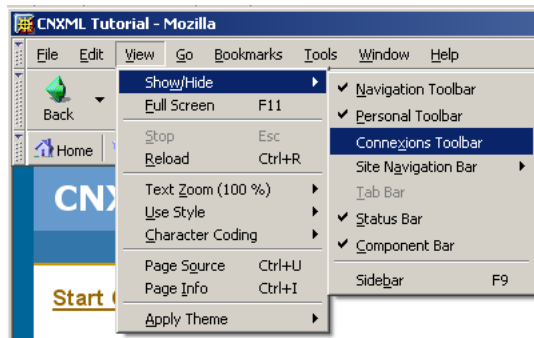 CNXML Tutorial - Mozilla
File Edit View Go Bookmarks Tools Window Help
Back
Home
CNX
Start
Show/Hide
Full Screen F11
Stop Esc
Reload Ctrl+R
Text Zoom (100 %)
Use Style
Character Coding
Page Source Ctrl+U
Page Info Ctrl+I
Apply Theme
Navigation Toolbar
Personal Toolbar
Connexions Toolbar
Site Navigation Bar
Tab Bar
Status Bar
Component Bar
Sidebar F9